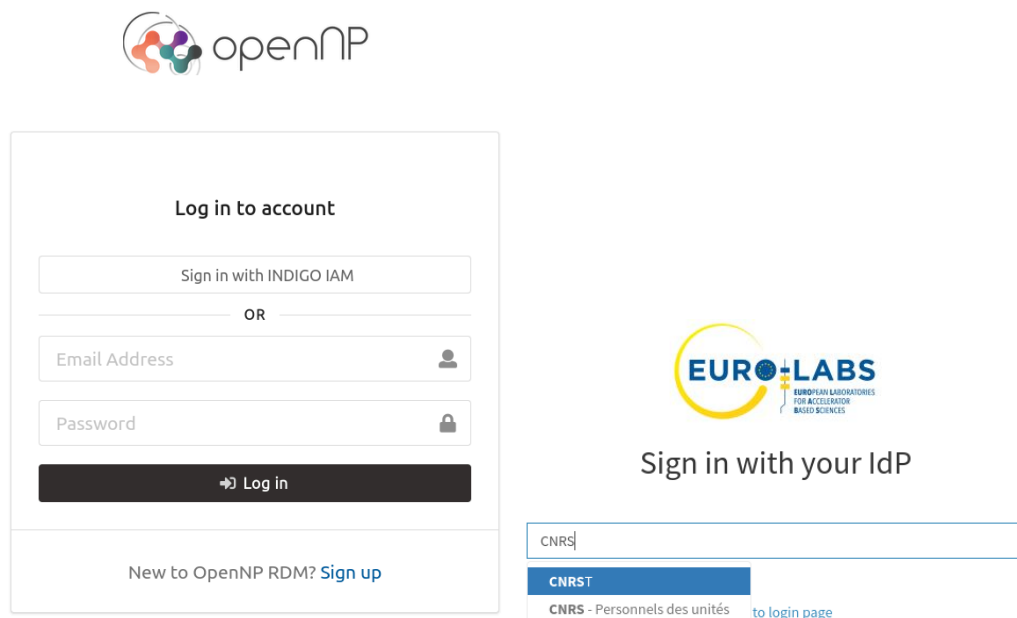 openNP
Log in to account
Sign in with INDIGO IAM
OR
Email Address
Password
Log in
New to OpenNP RDM? Sign up
EURO-LABS
EUROPEAN LABORATORIES
FOR ACCELERATOR
BASED SCIENCES
Sign in with your IdP
CNRS
CNRST
CNRS - Personnels des unités
to login page